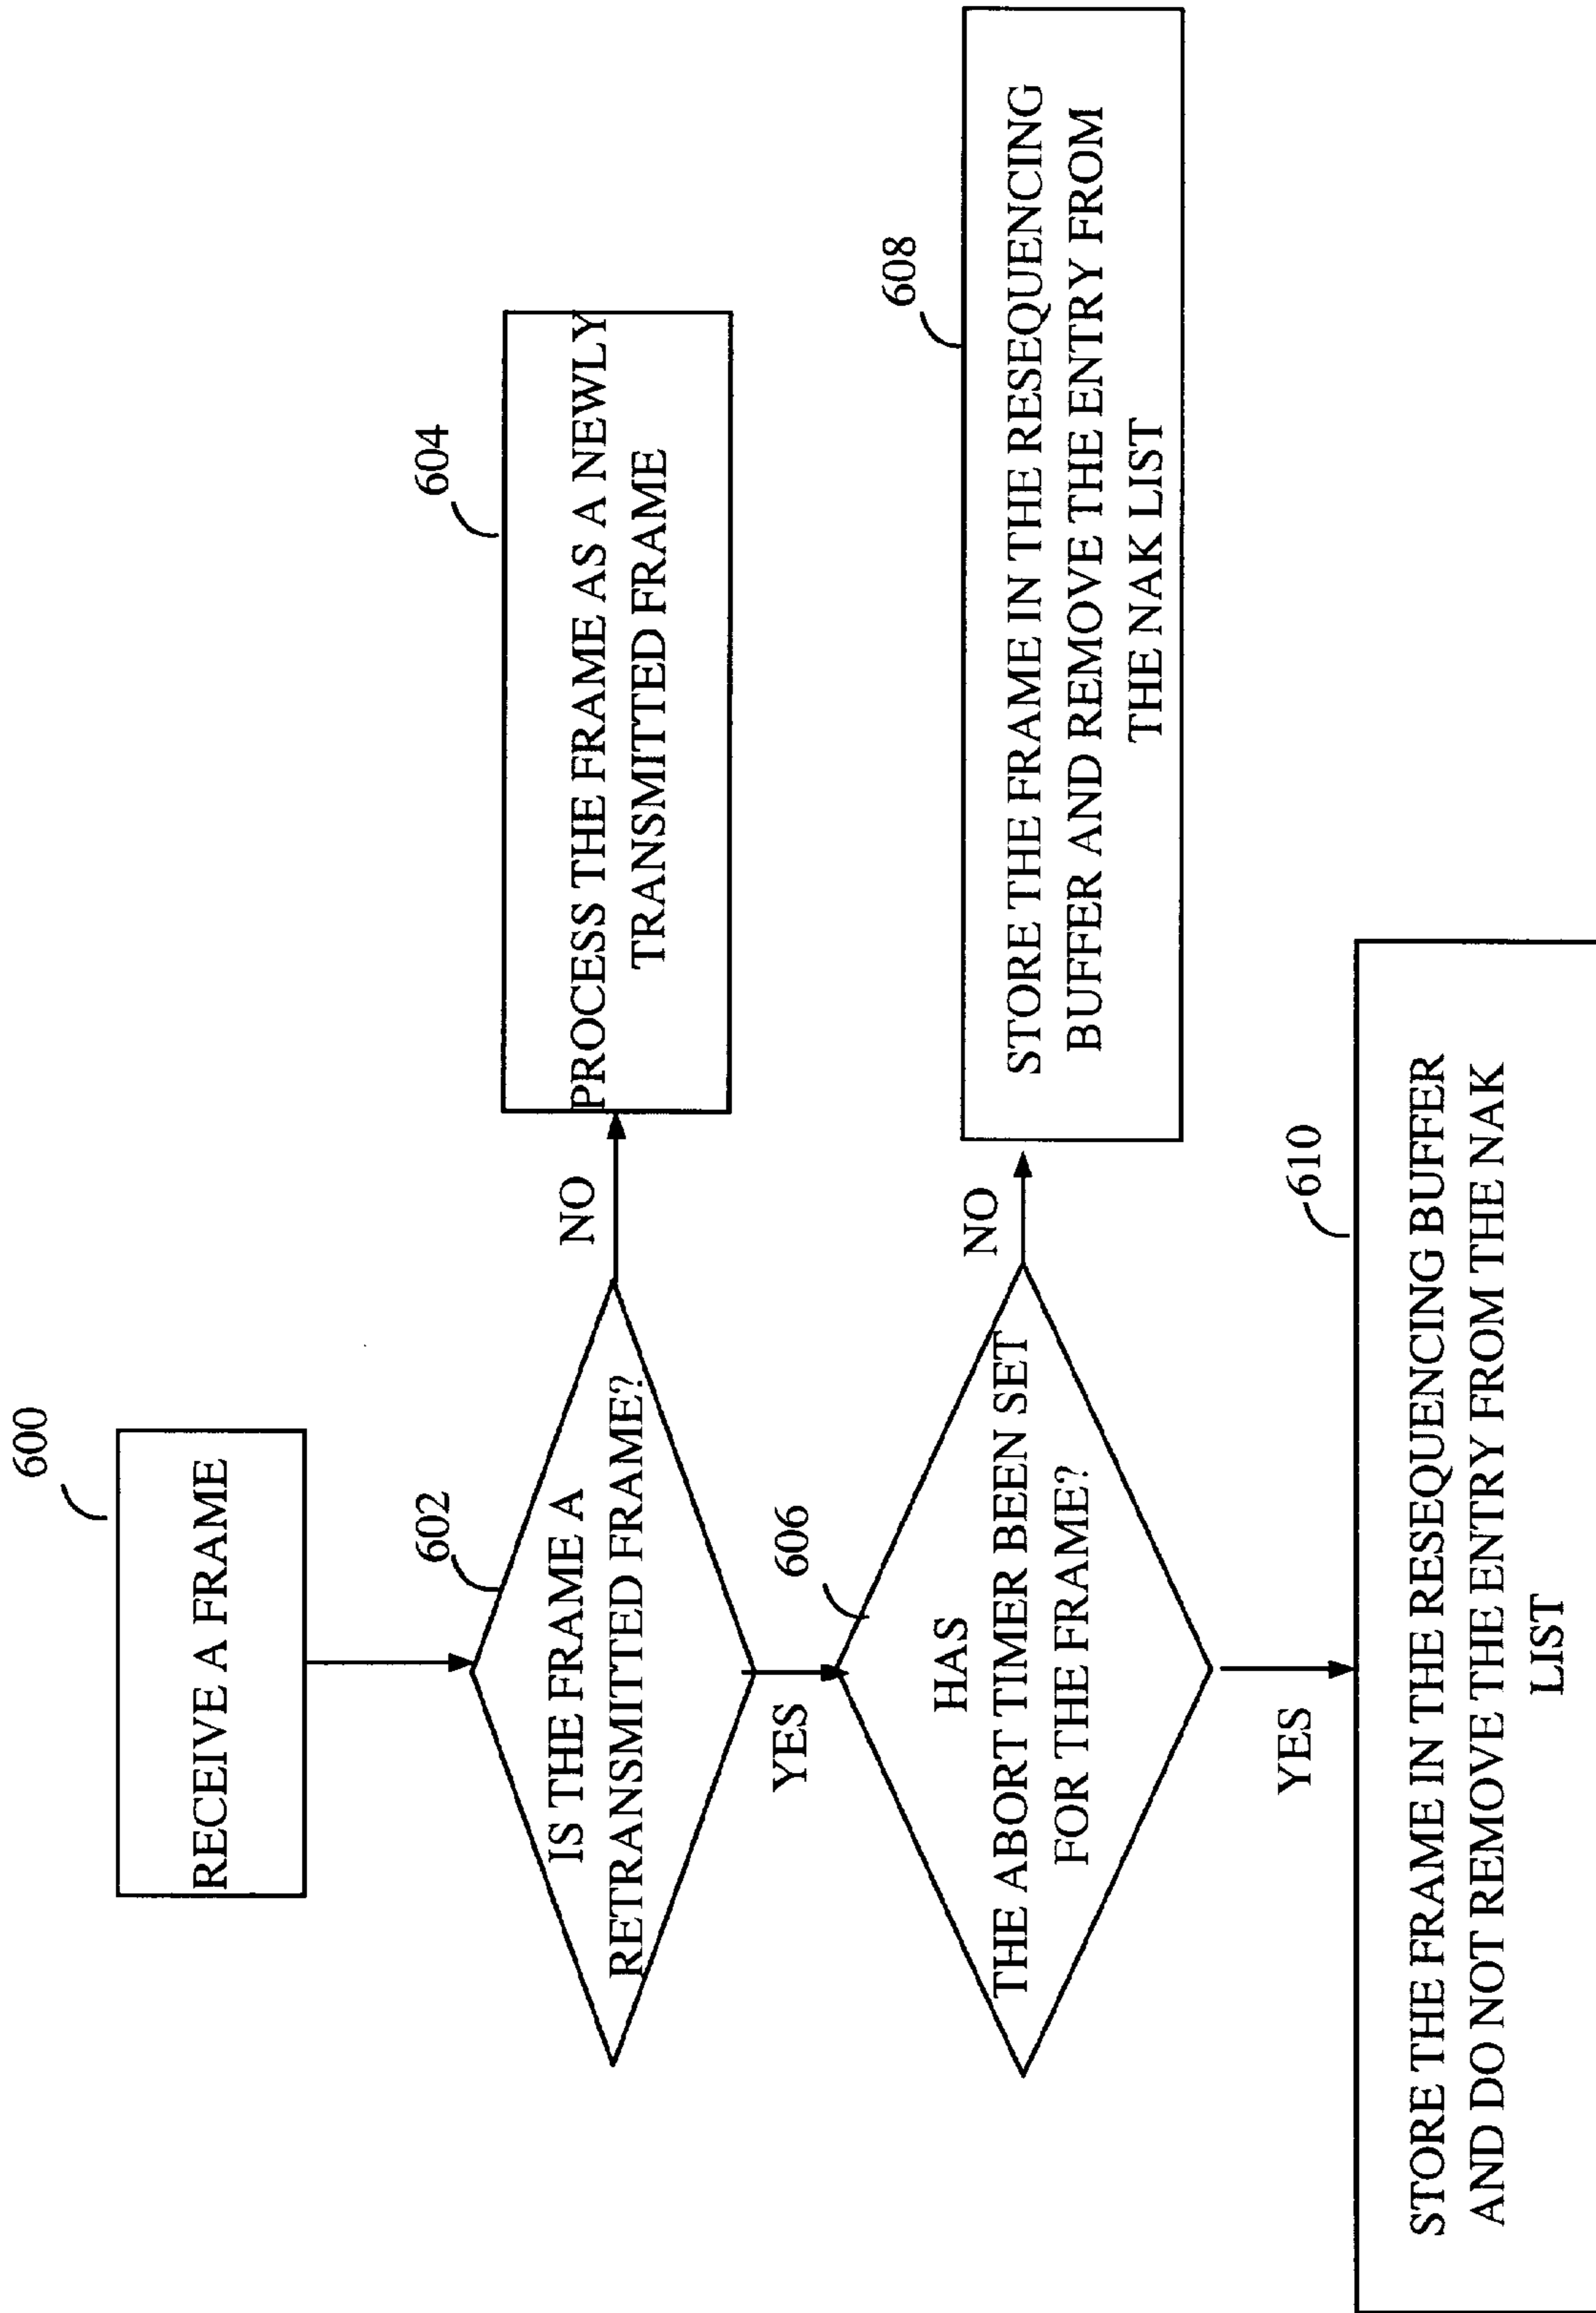 600
RECEIVE A FRAME
602
IS THE FRAME A
RETRANSMITTED FRAME?
NO
604
PROCESS THE FRAME AS A NEWLY
TRANSMITTED FRAME
YES
606
HAS
THE ABORT TIMER BEEN SET
FOR THE FRAME?
NO
608
STORE THE FRAME IN THE RESEQUENCING
BUFFER AND REMOVE THE ENTRY FROM
THE NAK LIST
YES
610
STORE THE FRAME IN THE RESEQUENCING BUFFER
AND DO NOT REMOVE THE ENTRY FROM THE NAK
LIST